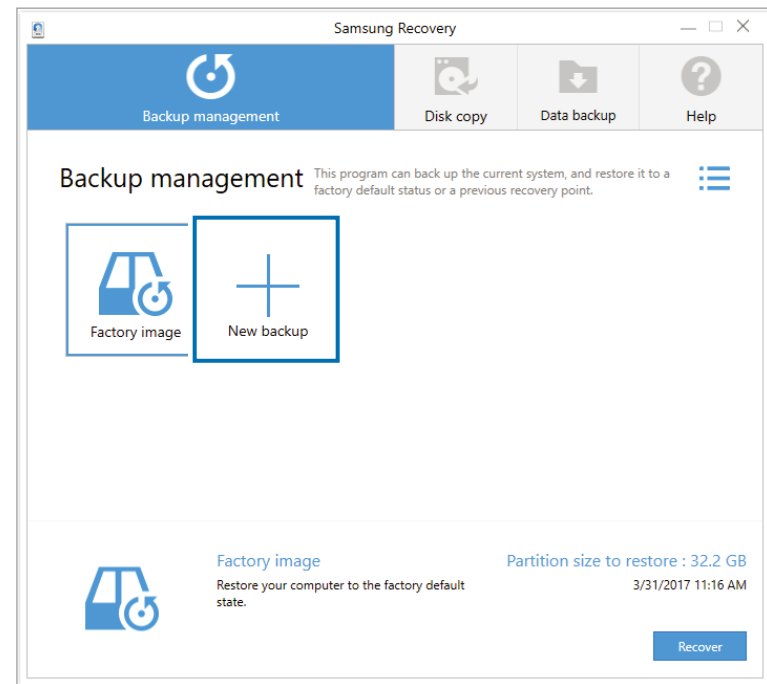 Samsung Recovery
Backup management
Disk copy
Data backup
Help
Backup management
This program can back up the current system, and restore it to a
factory default status or a previous recovery point.
Factory image
New backup
Factory image
Restore your computer to the factory default
state.
Partition size to restore : 32.2 GB
3/31/2017 11:16 AM
Recover